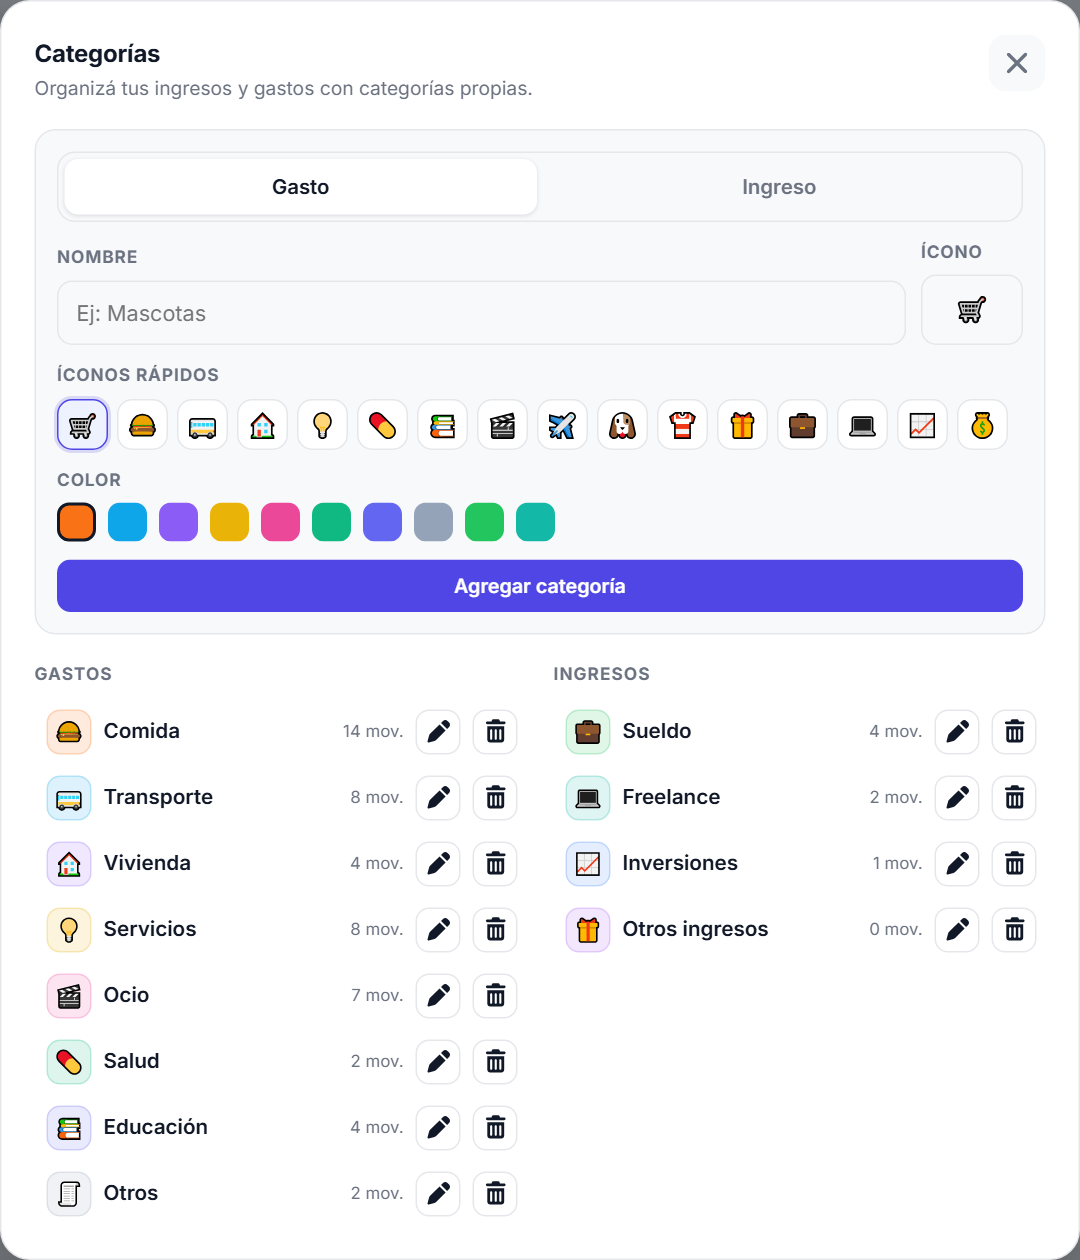 Categorías
Organizá tus ingresos y gastos con categorías propias.
Gasto
Ingreso
NOMBRE
ÍCONO
Ej: Mascotas
ÍCONOS RÁPIDOS
COLOR
Agregar categoría
GASTOS
Comida 14 mov.
Transporte 8 mov.
Vivienda 4 mov.
Servicios 8 mov.
Ocio 7 mov.
Salud 2 mov.
Educación 4 mov.
Otros 2 mov.
INGRESOS
Sueldo 4 mov.
Freelance 2 mov.
Inversiones 1 mov.
Otros ingresos 0 mov.